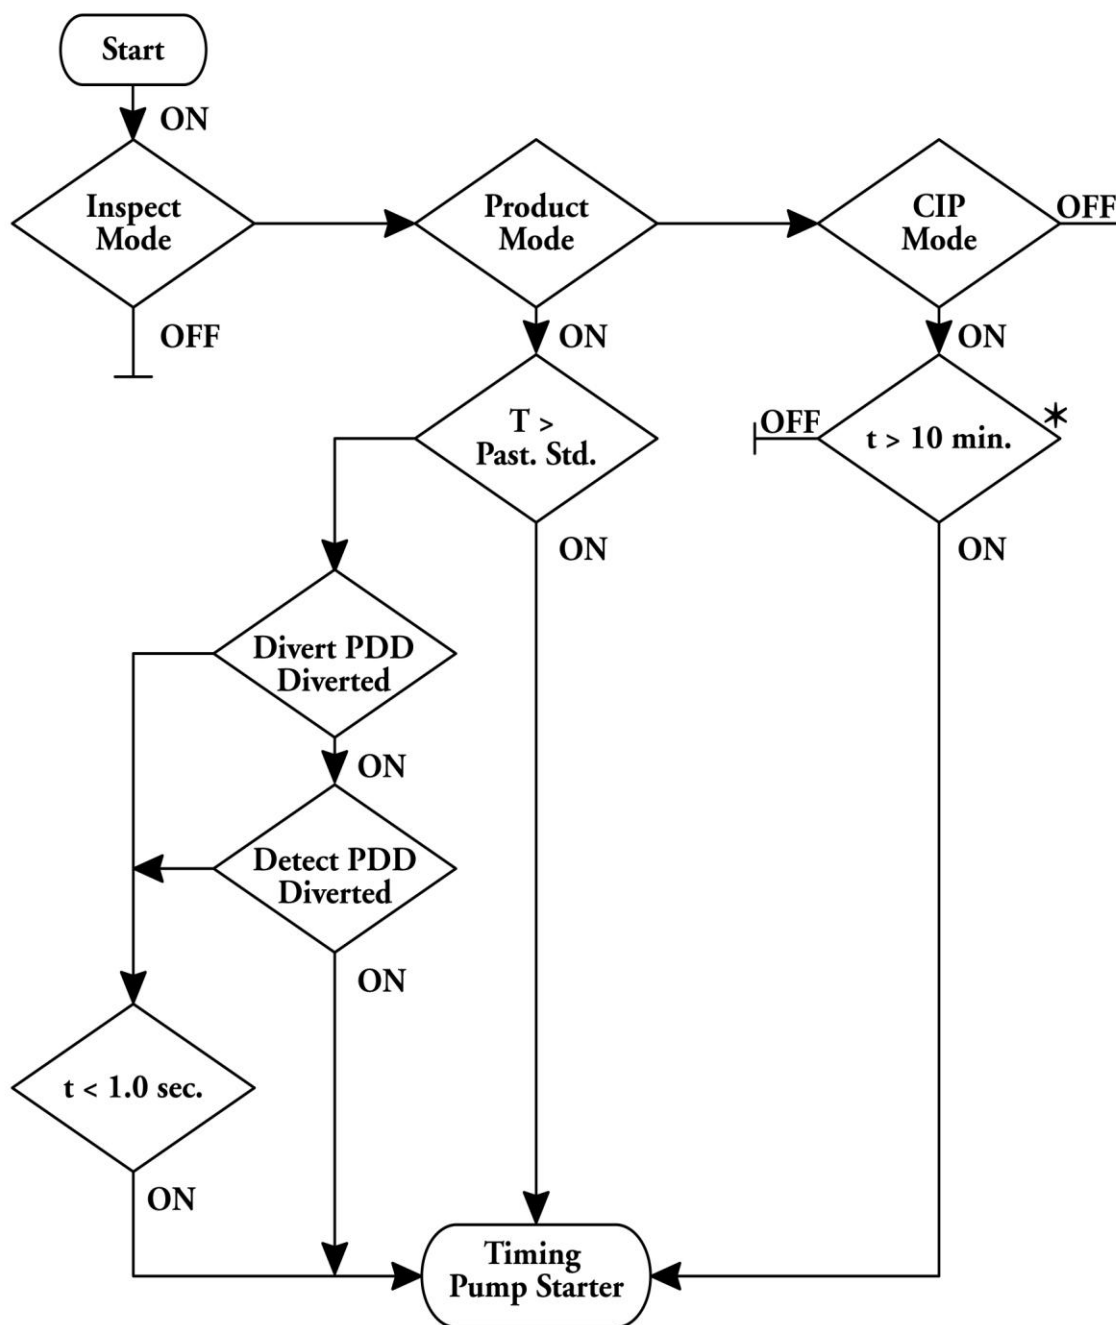 Start
ON
Inspect
Mode
OFF
Product
Mode
ON
CIP
Mode
OFF
ON
T >
Past. Std.
ON
OFF
t > 10 min.
*
ON
Divert PDD
Diverted
ON
Detect PDD
Diverted
ON
t < 1.0 sec.
ON
Timing
Pump Starter